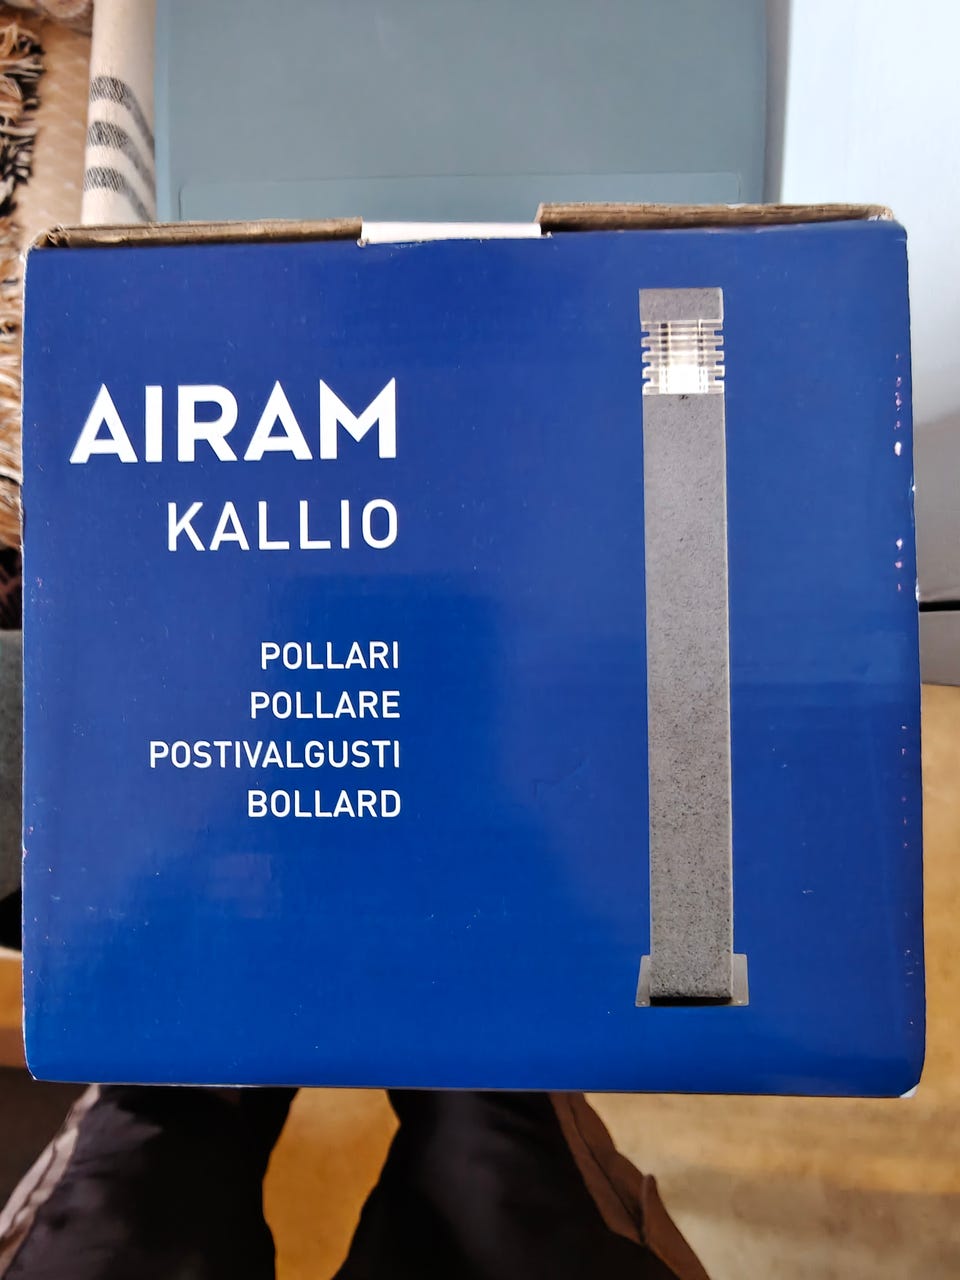 AIRAM
KALLIO
POLLARI
POLLARE
POSTIVALGUSTI
BOLLARD